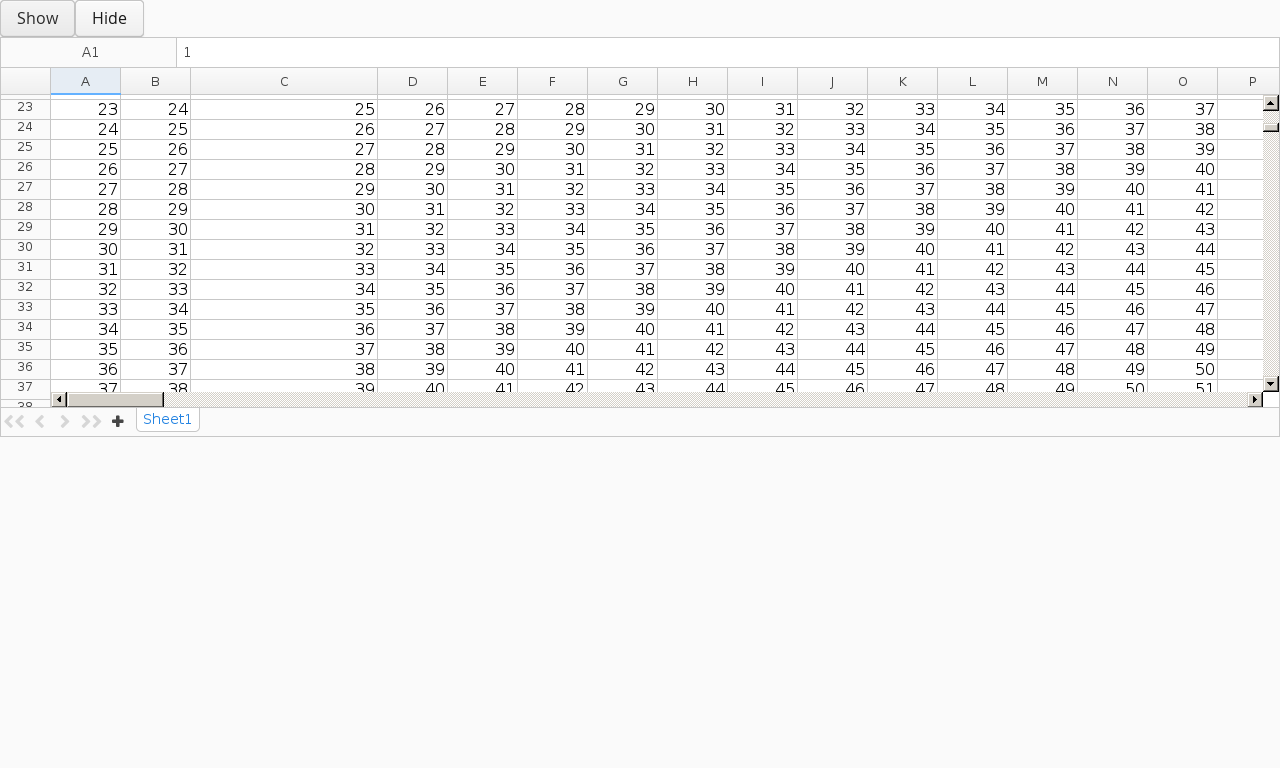 Show Hide
A1 1
A B C D E F G H I J K L M N O P
23 23 24 25 26 27 28 29 30 31 32 33 34 35 36 37
24 24 25 26 27 28 29 30 31 32 33 34 35 36 37 38
25 25 26 27 28 29 30 31 32 33 34 35 36 37 38 39
26 26 27 28 29 30 31 32 33 34 35 36 37 38 39 40
27 27 28 29 30 31 32 33 34 35 36 37 38 39 40 41
28 28 29 30 31 32 33 34 35 36 37 38 39 40 41 42
29 29 30 31 32 33 34 35 36 37 38 39 40 41 42 43
30 30 31 32 33 34 35 36 37 38 39 40 41 42 43 44
31 31 32 33 34 35 36 37 38 39 40 41 42 43 44 45
32 32 33 34 35 36 37 38 39 40 41 42 43 44 45 46
33 33 34 35 36 37 38 39 40 41 42 43 44 45 46 47
34 34 35 36 37 38 39 40 41 42 43 44 45 46 47 48
35 35 36 37 38 39 40 41 42 43 44 45 46 47 48 49
36 36 37 38 39 40 41 42 43 44 45 46 47 48 49 50
37 37 38 39 40 41 42 43 44 45 46 47 48 49 50 51
38
Sheet1